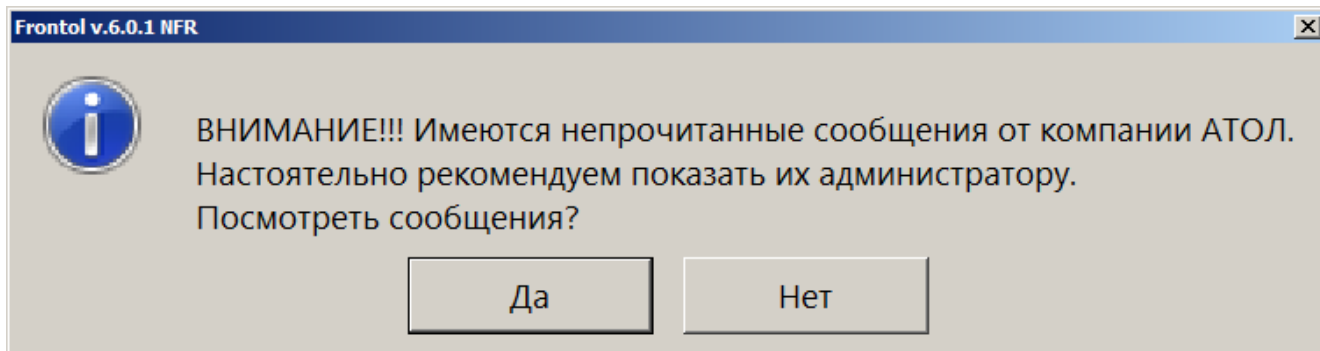 Frontol v.6.0.1 NFR
ВНИМАНИЕ!!! Имеются непрочитанные сообщения от компании АТОЛ.
Настоятельно рекомендуем показать их администратору.
Посмотреть сообщения?
Да
Нет